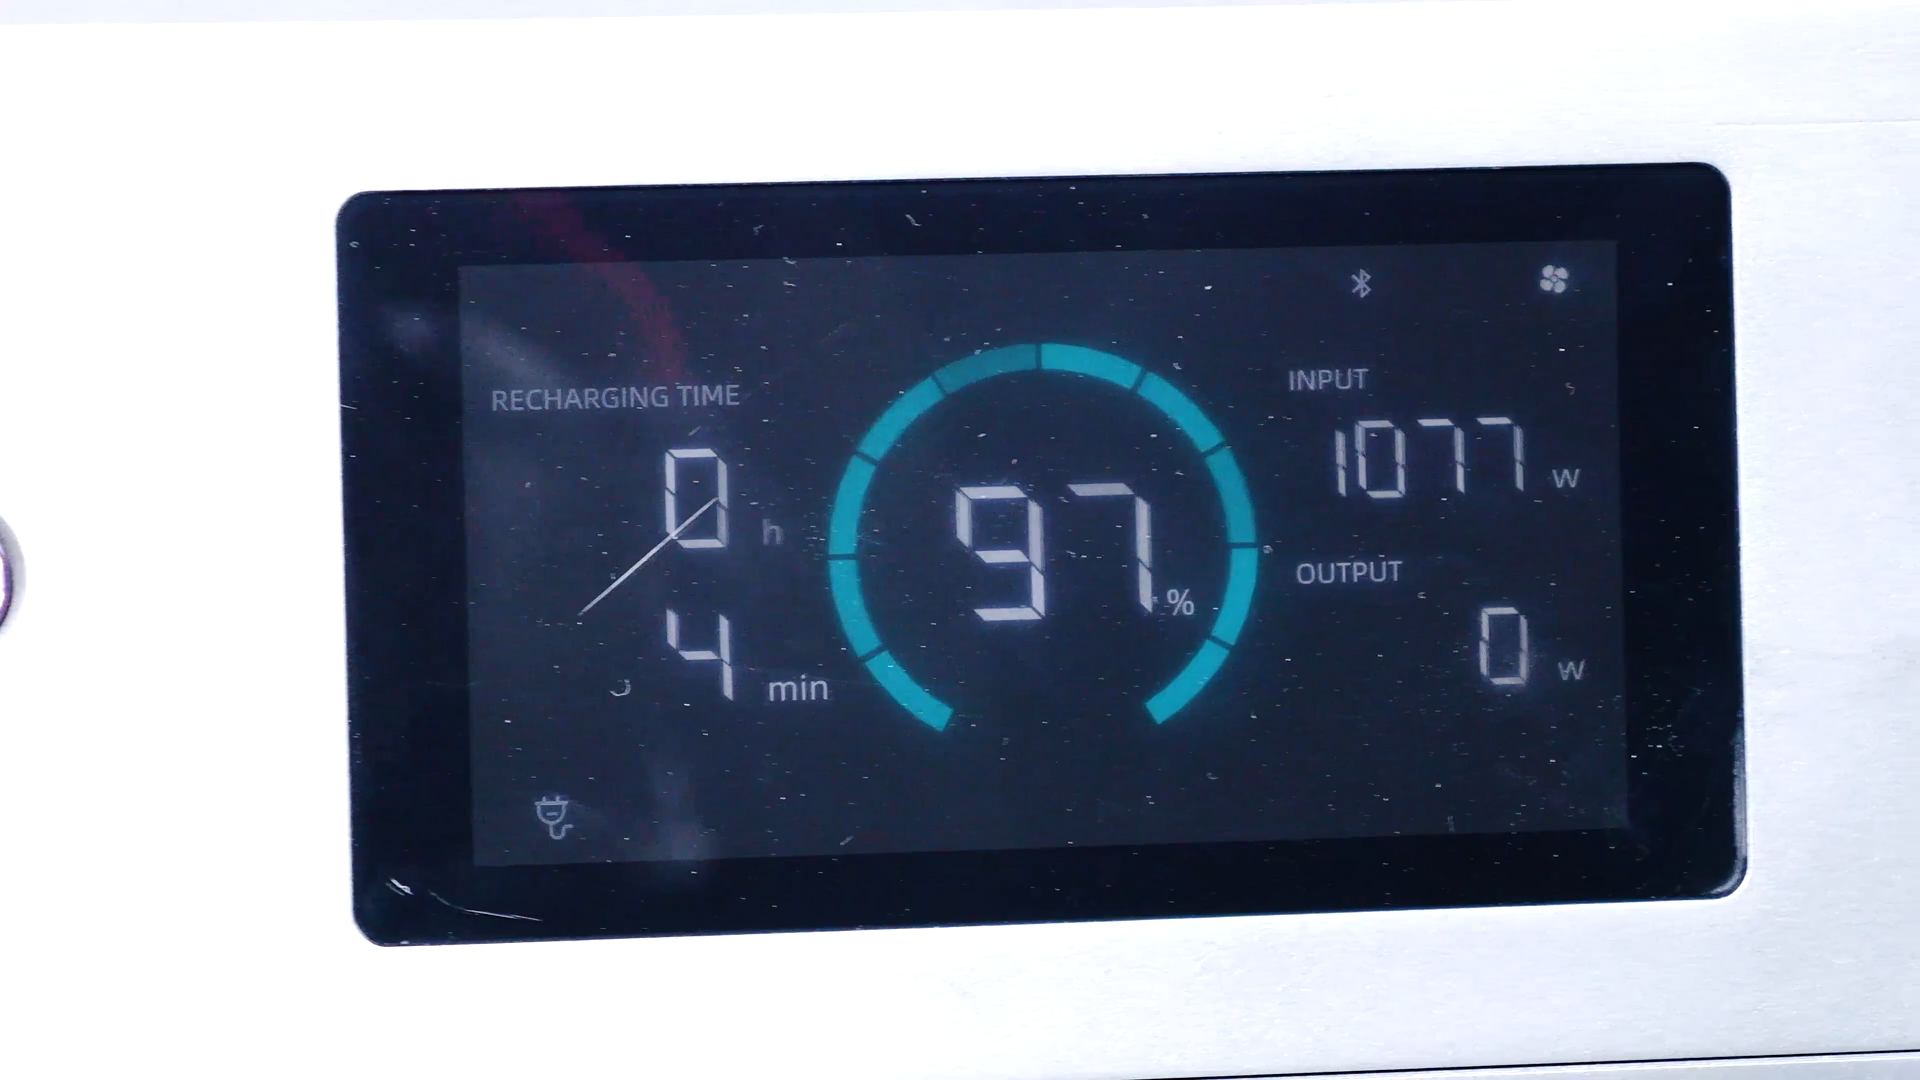 RECHARGING TIME
0 h
4 min
97%
INPUT
1077 W
OUTPUT
0 W